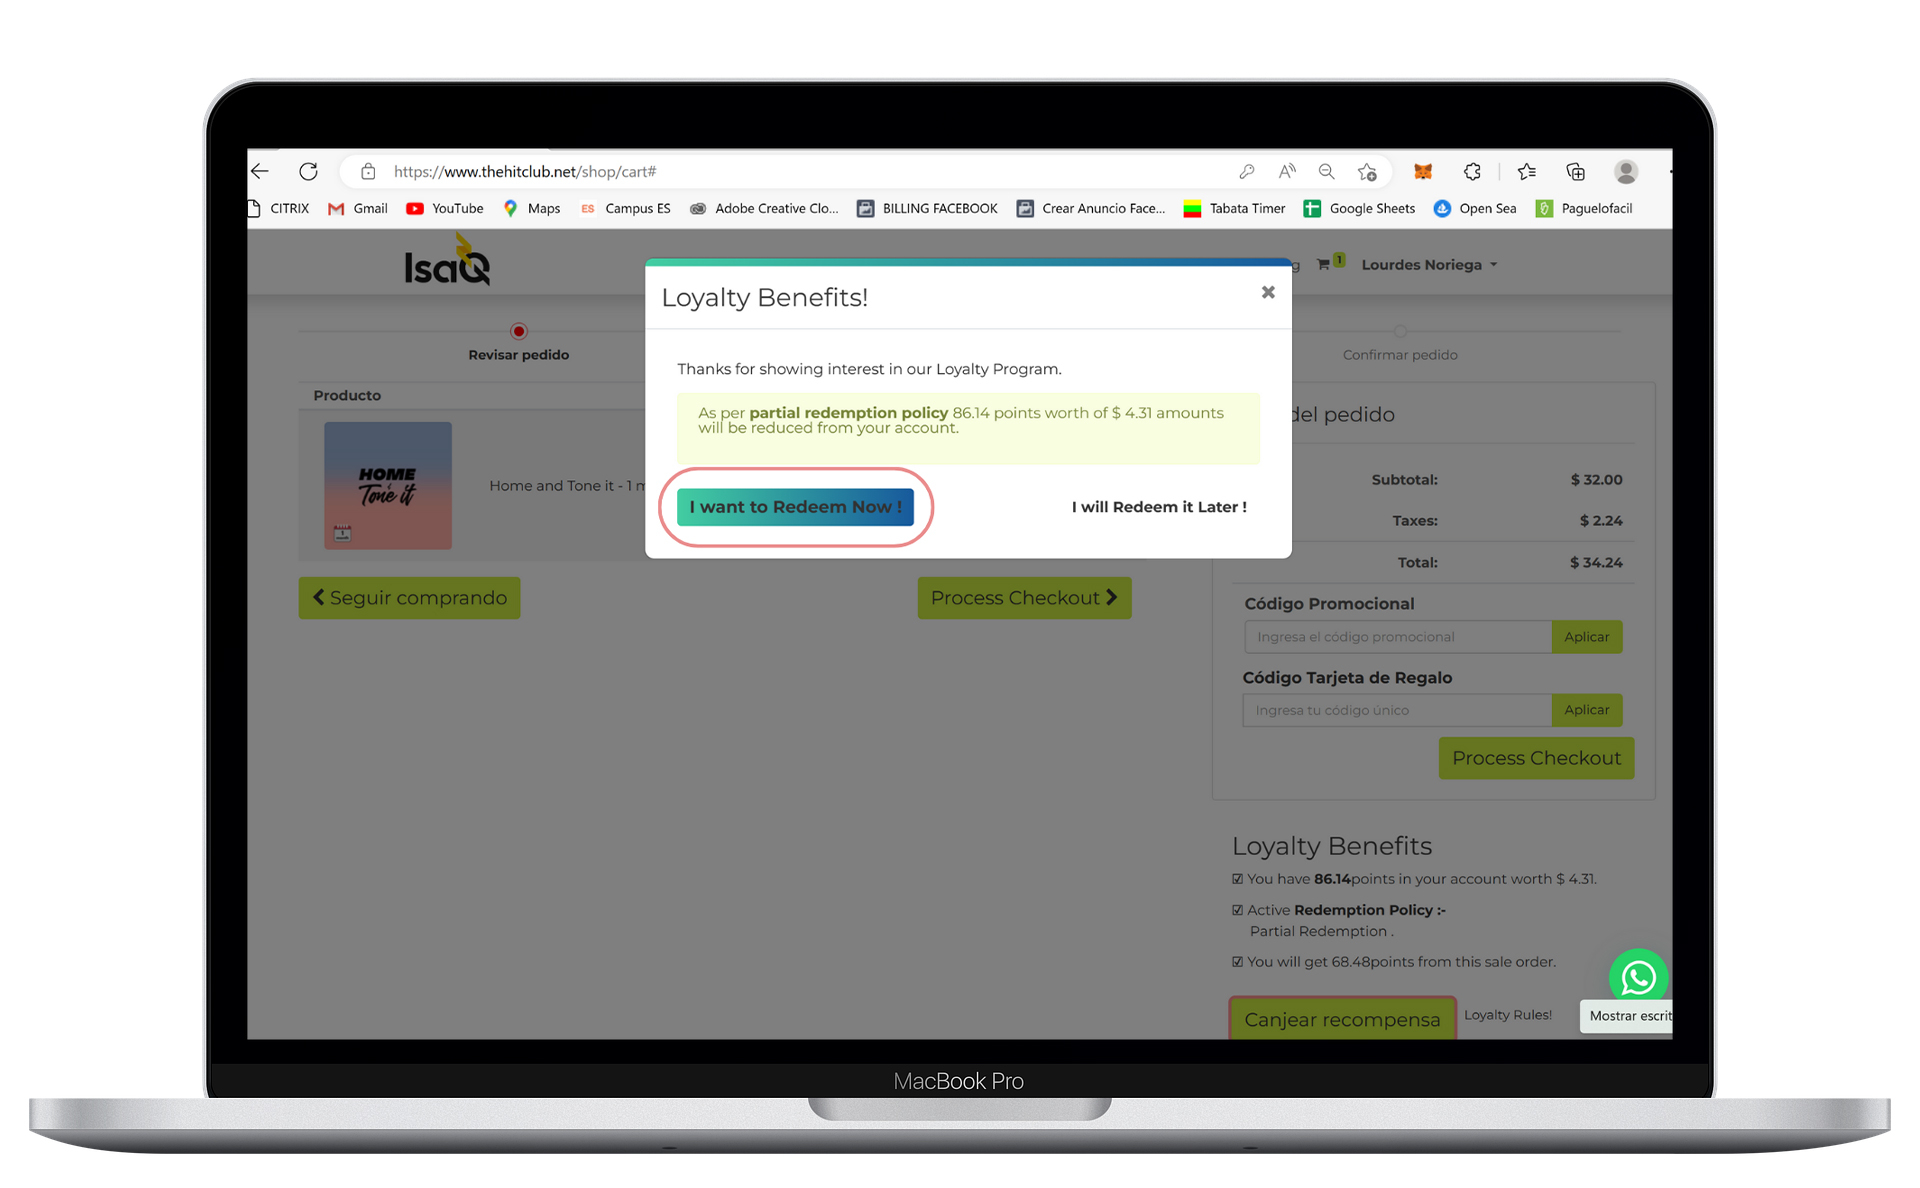 https://www.thehitclub.net/shop/cart#
CITRIX Gmail YouTube Maps ES Campus ES Adobe Creative Clo... BILLING FACEBOOK Crear Anuncio Face... Tabata Timer Google Sheets Open Sea Paguelofacil
IsaQ
g 1 Lourdes Noriega
Loyalty Benefits!
Thanks for showing interest in our Loyalty Program.
As per partial redemption policy 86.14 points worth of $ 4.31 amounts
will be reduced from your account.
I want to Redeem Now !
I will Redeem it Later !
Revisar pedido
Confirmar pedido
Producto
HOME
& Tone it
1
month
Home and Tone it - 1 m
Seguir comprando
Process Checkout
del pedido
Subtotal: $ 32.00
Taxes: $ 2.24
Total: $ 34.24
Código Promocional
Ingresa el código promocional Aplicar
Código Tarjeta de Regalo
Ingresa tu código único Aplicar
Process Checkout
Loyalty Benefits
You have 86.14points in your account worth $ 4.31.
Active Redemption Policy :-
Partial Redemption .
You will get 68.48points from this sale order.
Canjear recompensa Loyalty Rules!
Mostrar escrit
MacBook Pro